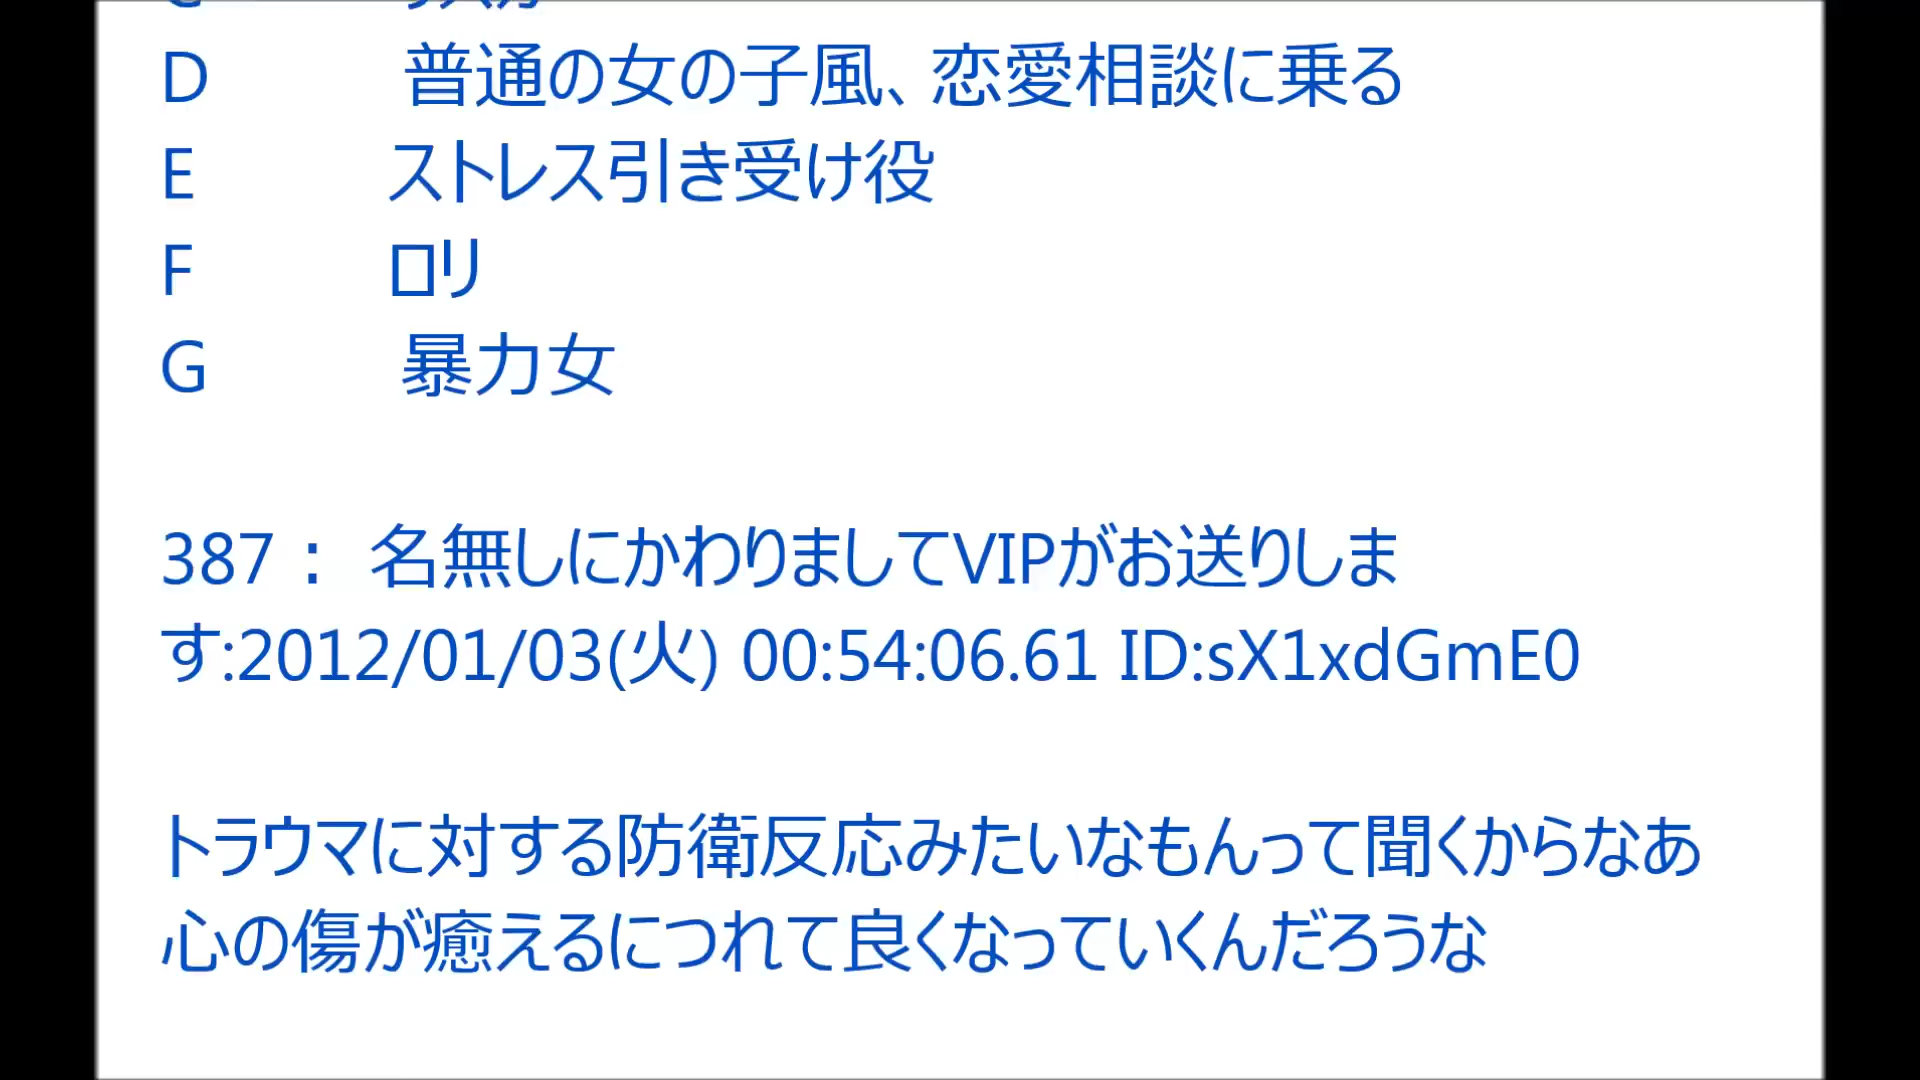 D 普通の女の子風、恋愛相談に乗る
E ストレス引き受け役
F ロリ
G 暴力女
387 : 名無しにかわりましてVIPがお送りしま
す:2012/01/03(火) 00:54:06.61 ID:sX1xdGmE0
トラウマに対する防衛反応みたいなもんって聞くからなあ
心の傷が癒えるにつれて良くなっていくんだろうな